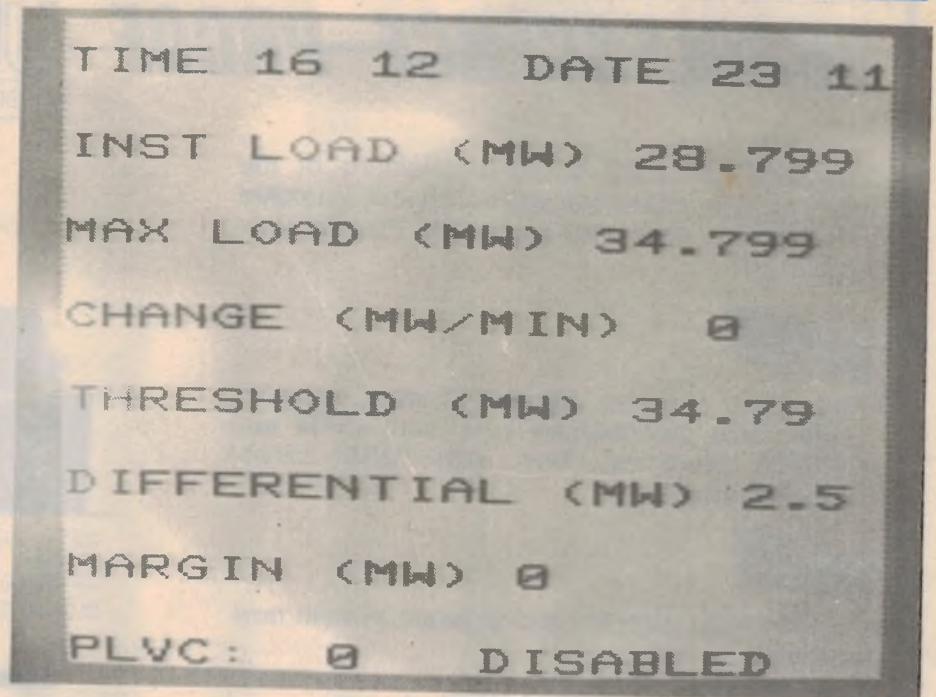 TIME 16 12 DATE 23 11
INST LOAD (MW) 28.799
MAX LOAD (MW) 34.799
CHANGE (MW/MIN) 0
THRESHOLD (MW) 34.79
DIFFERENTIAL (MW) 2.5
MARGIN (MW) 0
PLVC: 0 DISABLED